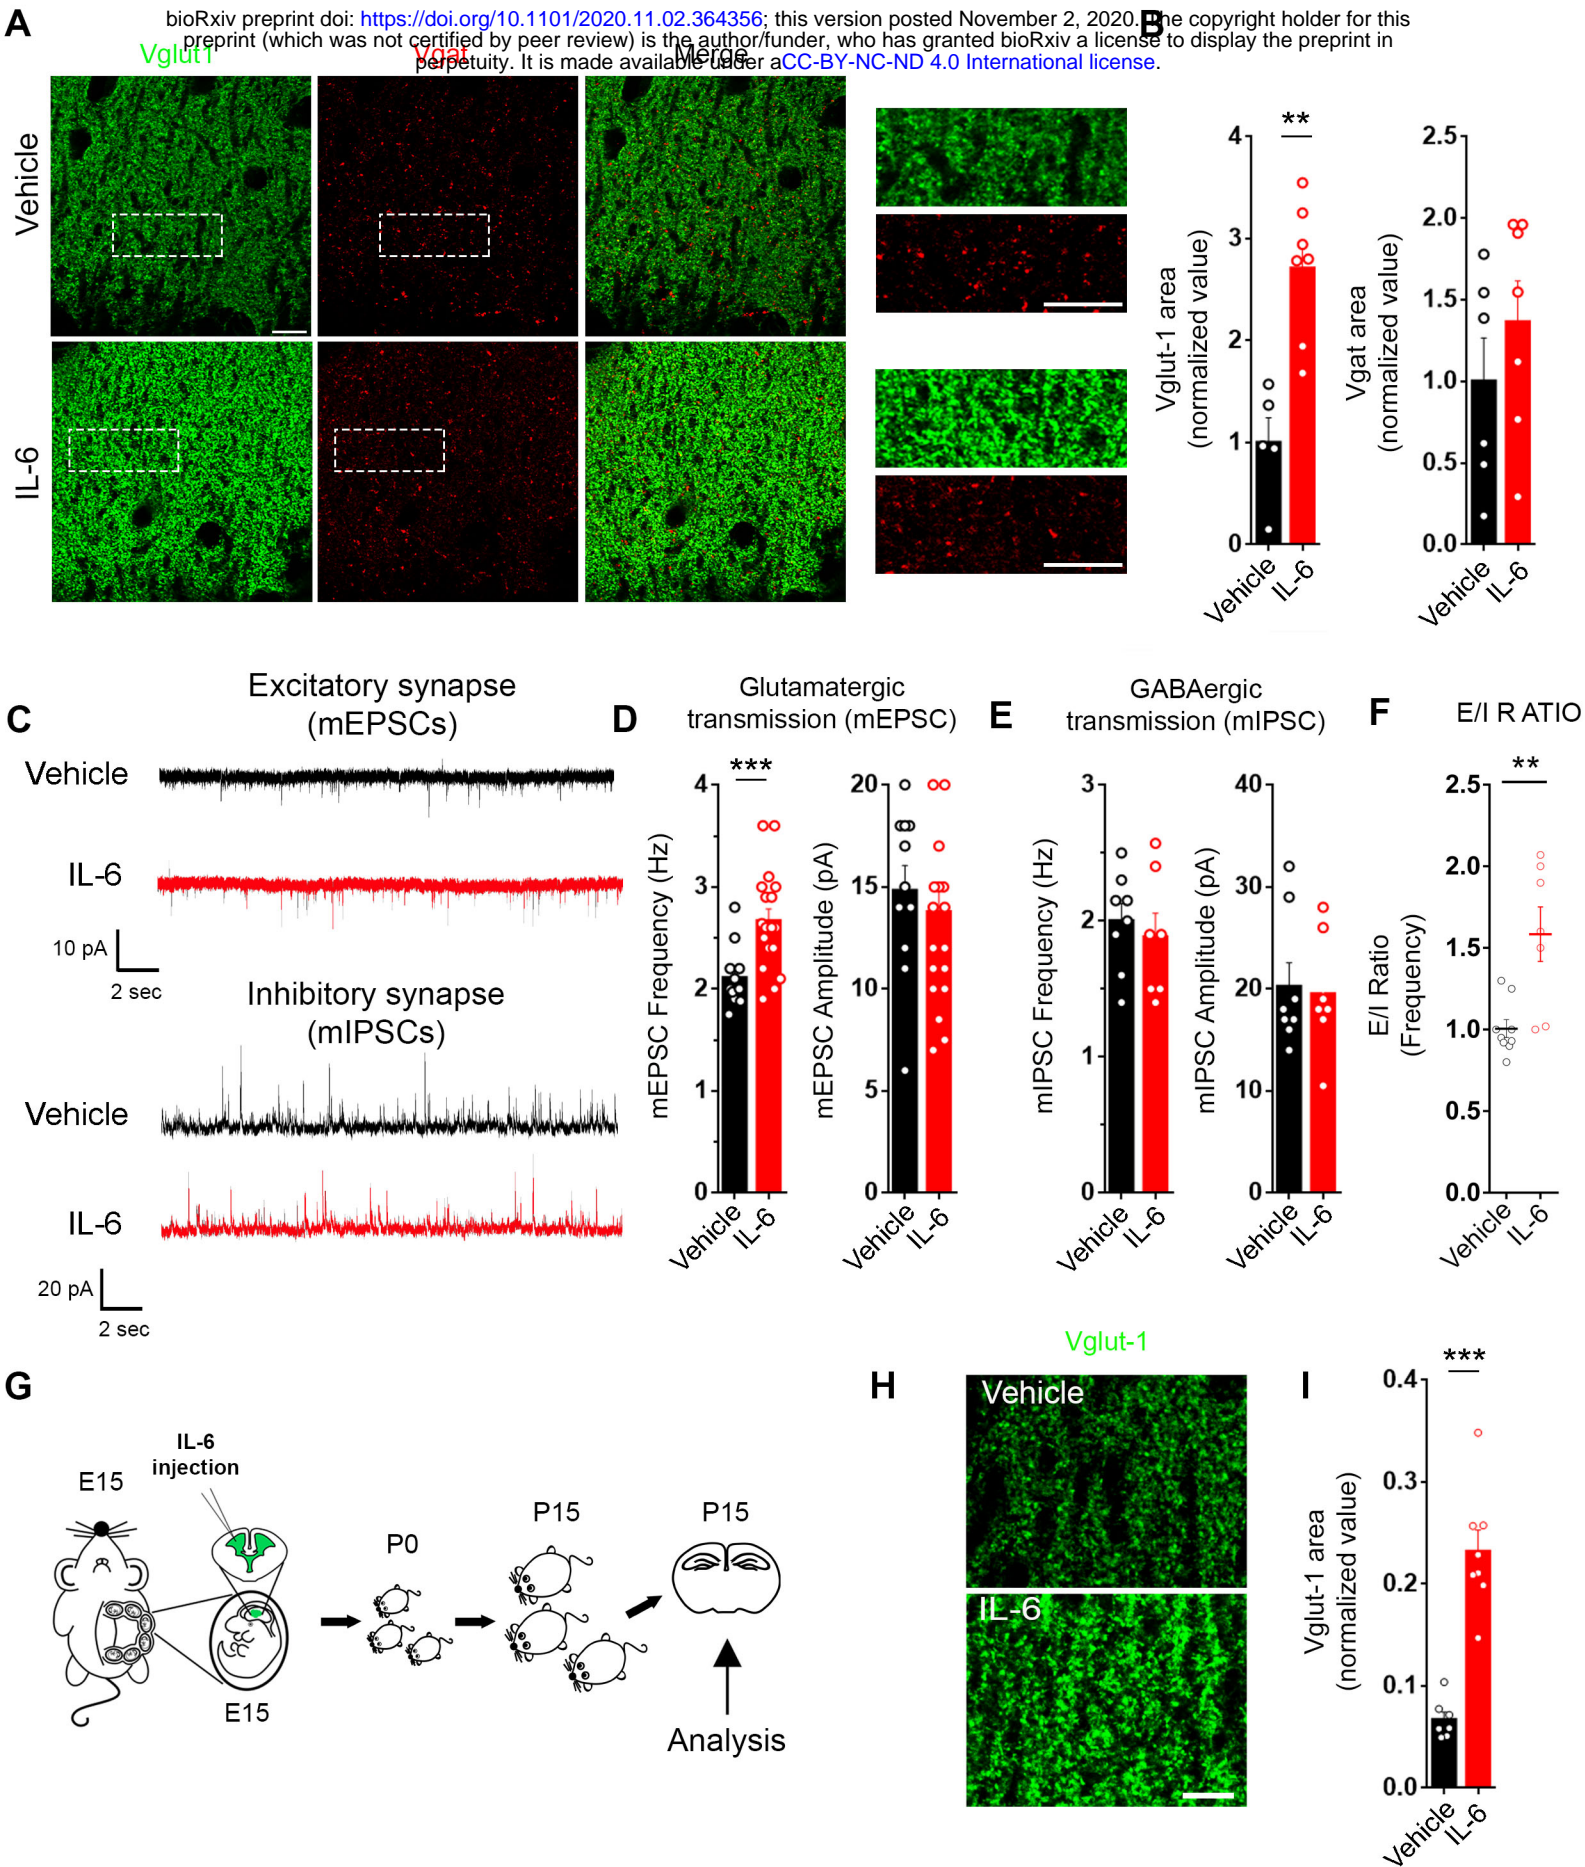 bioRxiv preprint doi: https://doi.org/10.1101/2020.11.02.364356; this version posted November 2, 2020. The copyright holder for this
preprint (which was not certified by peer review) is the author/funder, who has granted bioRxiv a license to display the preprint in
perpetuity. It is made available under aCC-BY-NC-ND 4.0 International license.
A
Vglut1
Vgat
Merge
Vehicle
IL-6
B
**
4
3
2
1
0
Vglut-1 area
(normalized value)
Vehicle
IL-6
2.5
2.0
1.5
1.0
0.5
0.0
Vgat area
(normalized value)
Vehicle
IL-6
C
Excitatory synapse
(mEPSCs)
Vehicle
IL-6
10 pA
2 sec
Inhibitory synapse
(mIPSCs)
Vehicle
IL-6
20 pA
2 sec
D
Glutamatergic
transmission (mEPSC)
***
4
3
2
1
0
mEPSC Frequency (Hz)
Vehicle
IL-6
20
15
10
5
0
mEPSC Amplitude (pA)
Vehicle
IL-6
E
GABAergic
transmission (mIPSC)
3
2
1
0
mIPSC Frequency (Hz)
Vehicle
IL-6
40
30
20
10
0
mIPSC Amplitude (pA)
Vehicle
IL-6
F
E/I R ATIO
**
2.5
2.0
1.5
1.0
0.5
0.0
E/I Ratio
(Frequency)
Vehicle
IL-6
G
E15
IL-6
injection
E15
P0
P15
P15
Analysis
H
Vglut-1
Vehicle
IL-6
I
***
0.4
0.3
0.2
0.1
0.0
Vglut-1 area
(normalized value)
Vehicle
IL-6